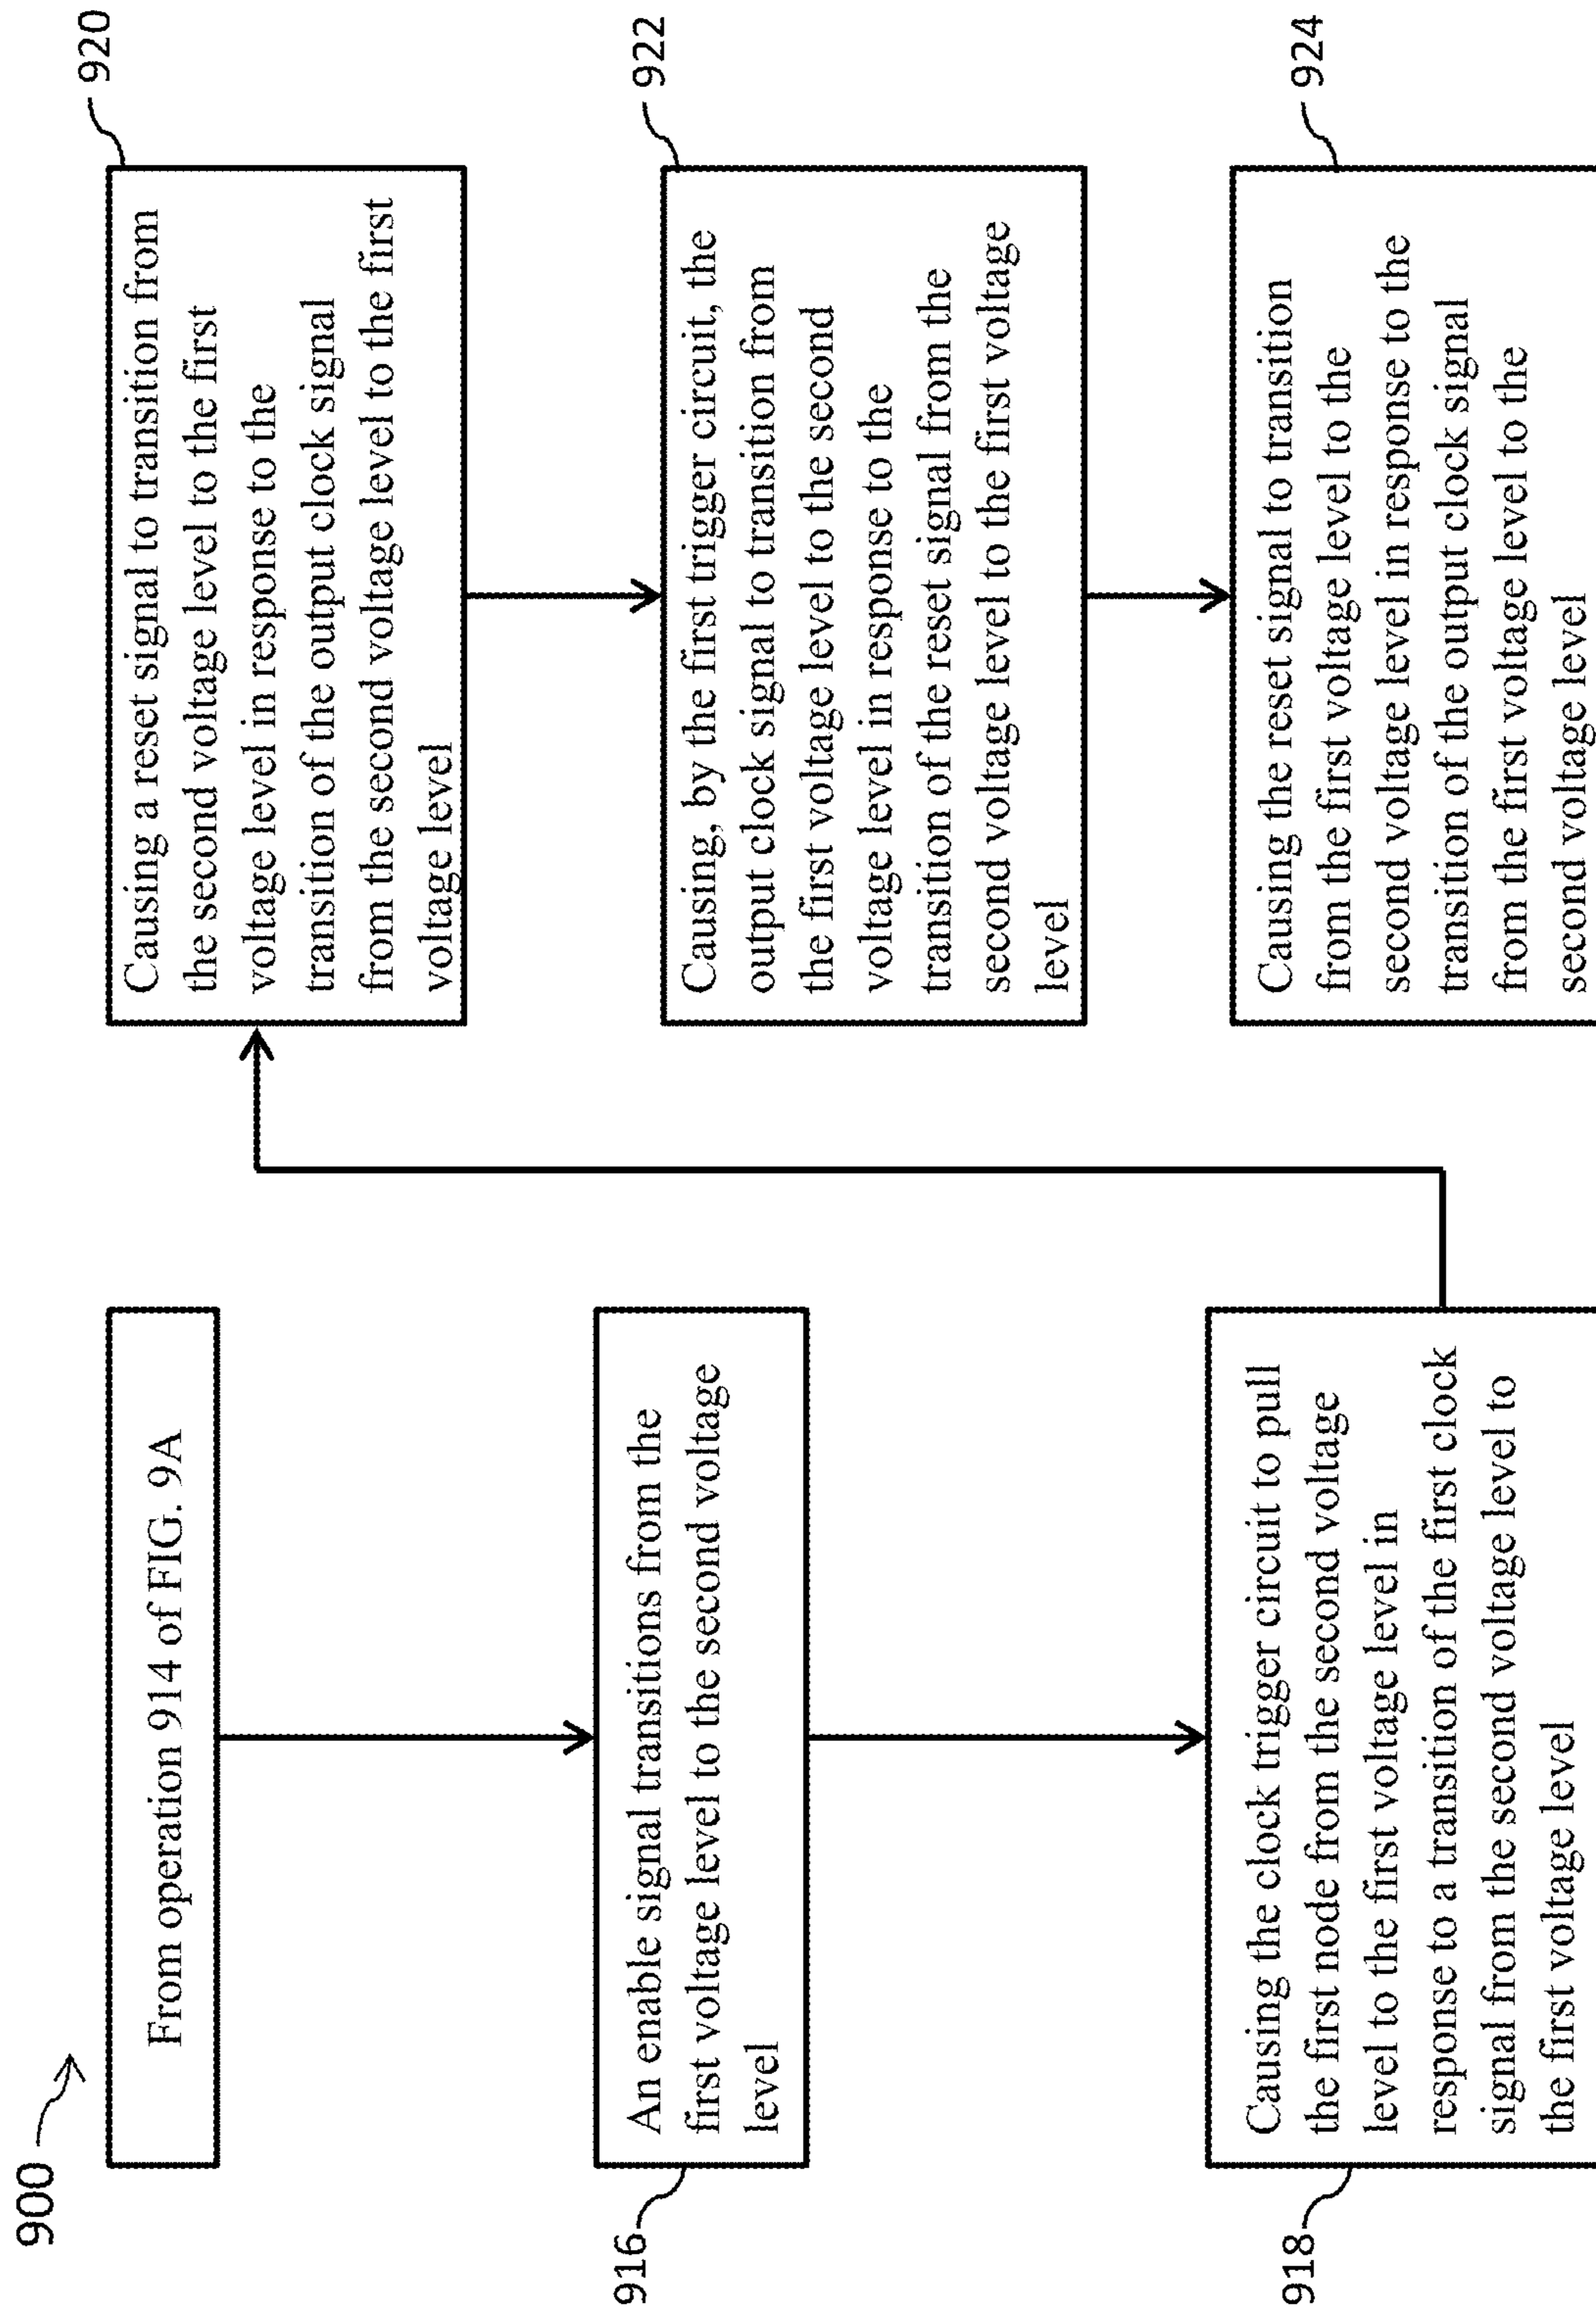 900
From operation 914 of FIG. 9A
916
An enable signal transitions from the
first voltage level to the second voltage
level
918
Causing the clock trigger circuit to pull
the first node from the second voltage
level to the first voltage level in
response to a transition of the first clock
signal from the second voltage level to
the first voltage level
920
Causing a reset signal to transition from
the second voltage level to the first
voltage level in response to the
transition of the output clock signal
from the second voltage level to the first
voltage level
922
Causing, by the first trigger circuit, the
output clock signal to transition from
the first voltage level to the second
voltage level in response to the
transition of the reset signal from the
second voltage level to the first voltage
level
924
Causing the reset signal to transition
from the first voltage level to the
second voltage level in response to the
transition of the output clock signal
from the first voltage level to the
second voltage level